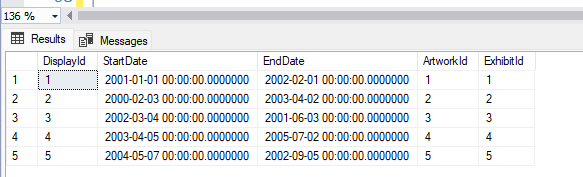 136 %
Results Messages
DisplayId StartDate EndDate ArtworkId ExhibitId
1 1 2001-01-01 00:00:00.0000000 2002-02-01 00:00:00.0000000 1 1
2 2 2000-02-03 00:00:00.0000000 2003-04-02 00:00:00.0000000 2 2
3 3 2002-03-04 00:00:00.0000000 2001-06-03 00:00:00.0000000 3 3
4 4 2003-04-05 00:00:00.0000000 2005-07-02 00:00:00.0000000 4 4
5 5 2004-05-07 00:00:00.0000000 2002-09-05 00:00:00.0000000 5 5